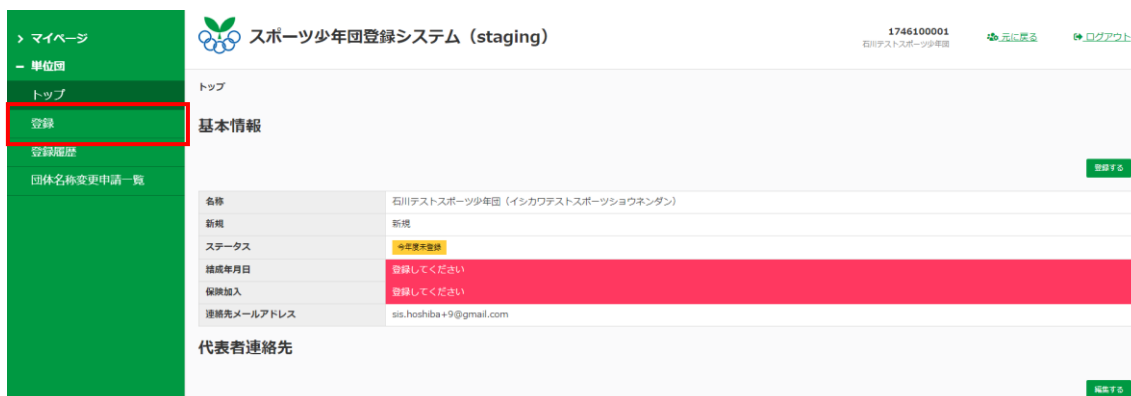 マイページ
単位団
トップ
登録
登録履歴
団体名称変更申請一覧
スポーツ少年団登録システム（staging）
1746100001
石川テストスポーツ少年団
元に戻る
ログアウト
トップ
基本情報
登録する
名称 石川テストスポーツ少年団（イシカワテストスポーツショウネンダン）
新規 新規
ステータス 今年度未登録
結成年月日 登録してください
保険加入 登録してください
連絡先メールアドレス sis.hoshiba+9@gmail.com
代表者連絡先
編集する